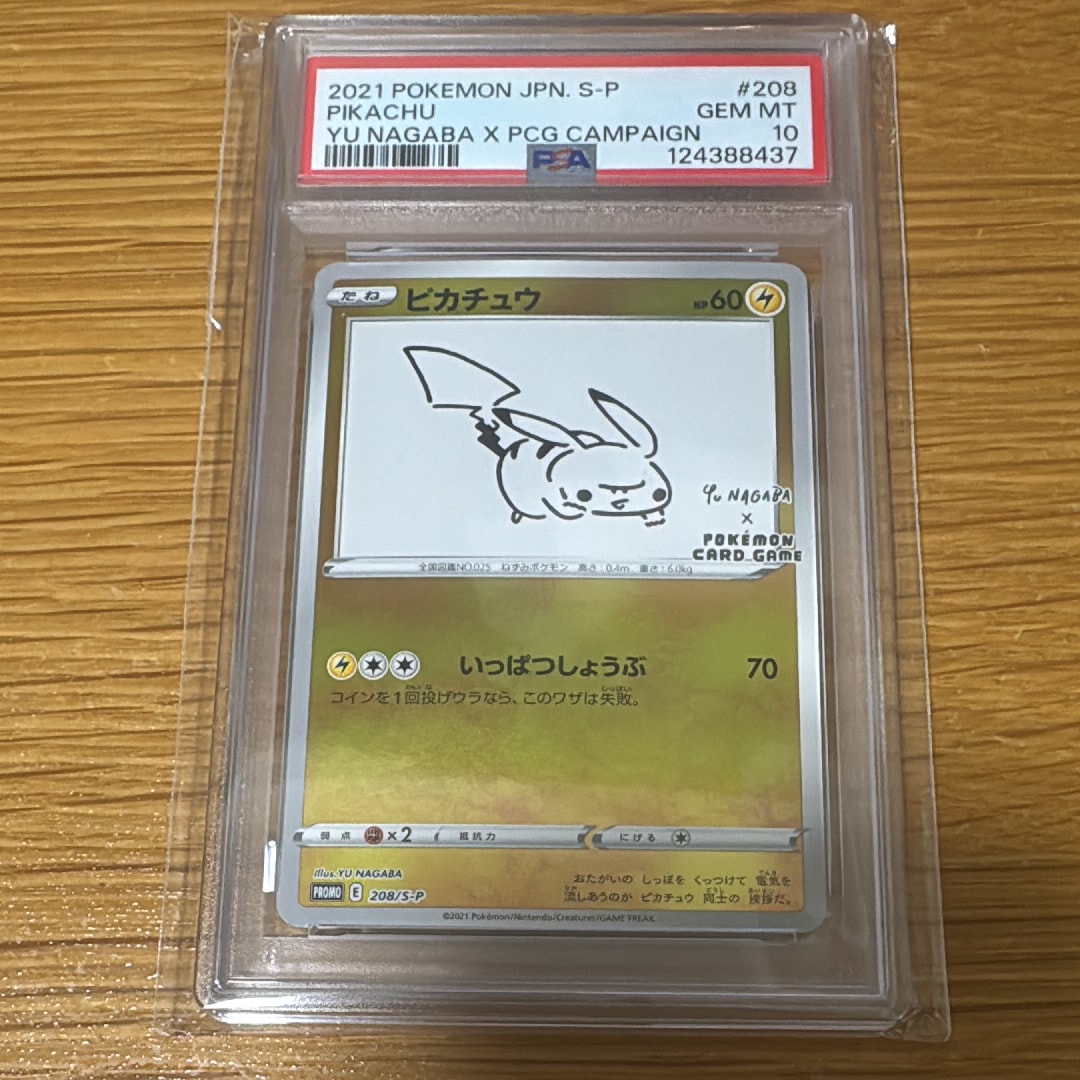 2021 POKEMON JPN. S-P #208
PIKACHU GEM MT
YU NAGABA X PCG CAMPAIGN 10
PSA 124388437
たね ピカチュウ HP60
Yu NAGABA
×
POKÉMON
CARD GAME
全国図鑑NO.025 ねずみポケモン 高さ:0.4m 重さ:6.0kg
いっぱつしょうぶ 70
コインを1回投げウラなら、このワザは失敗。
弱点 ×2 抵抗力 にげる
Illus. YU NAGABA
おたがいの しっぽを くっつけて 電気を
PROMO E 208/S-P 流しあうのが ピカチュウ 同士の 挨拶だ。
©2021 Pokémon/Nintendo/Creatures/GAME FREAK